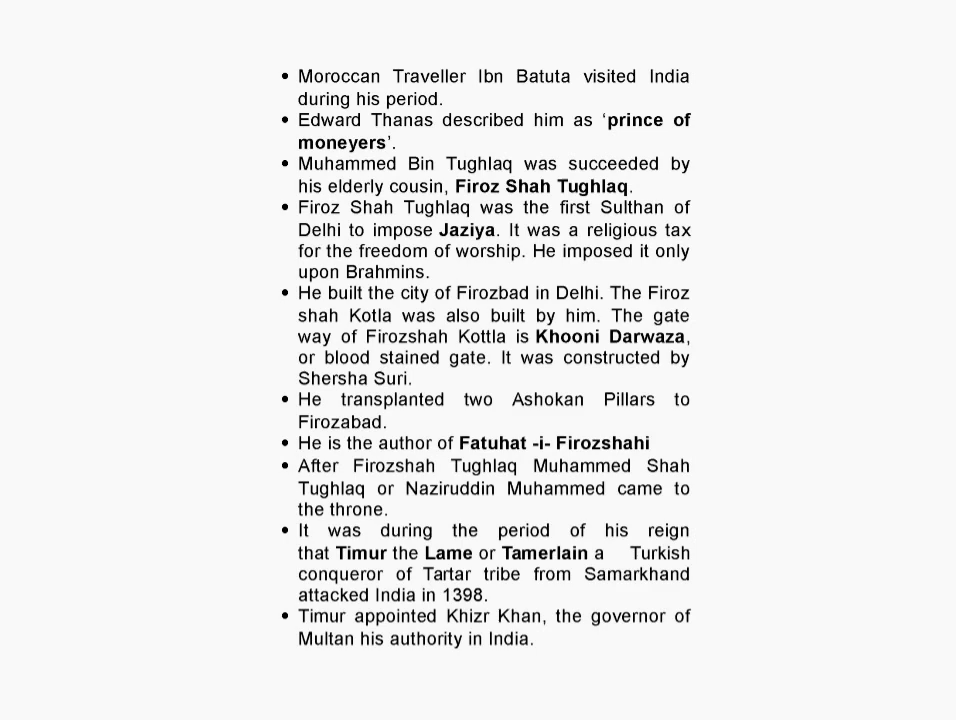 • Moroccan Traveller Ibn Batuta visited India
during his period.
• Edward Thanas described him as ‘prince of
moneyers’.
• Muhammed Bin Tughlaq was succeeded by
his elderly cousin, Firoz Shah Tughlaq.
• Firoz Shah Tughlaq was the first Sulthan of
Delhi to impose Jaziya. It was a religious tax
for the freedom of worship. He imposed it only
upon Brahmins.
• He built the city of Firozbad in Delhi. The Firoz
shah Kotla was also built by him. The gate
way of Firozshah Kottla is Khooni Darwaza,
or blood stained gate. It was constructed by
Shersha Suri.
• He transplanted two Ashokan Pillars to
Firozabad.
• He is the author of Fatuhat -i- Firozshahi
• After Firozshah Tughlaq Muhammed Shah
Tughlaq or Naziruddin Muhammed came to
the throne.
• It was during the period of his reign
that Timur the Lame or Tamerlain a Turkish
conqueror of Tartar tribe from Samarkhand
attacked India in 1398.
• Timur appointed Khizr Khan, the governor of
Multan his authority in India.